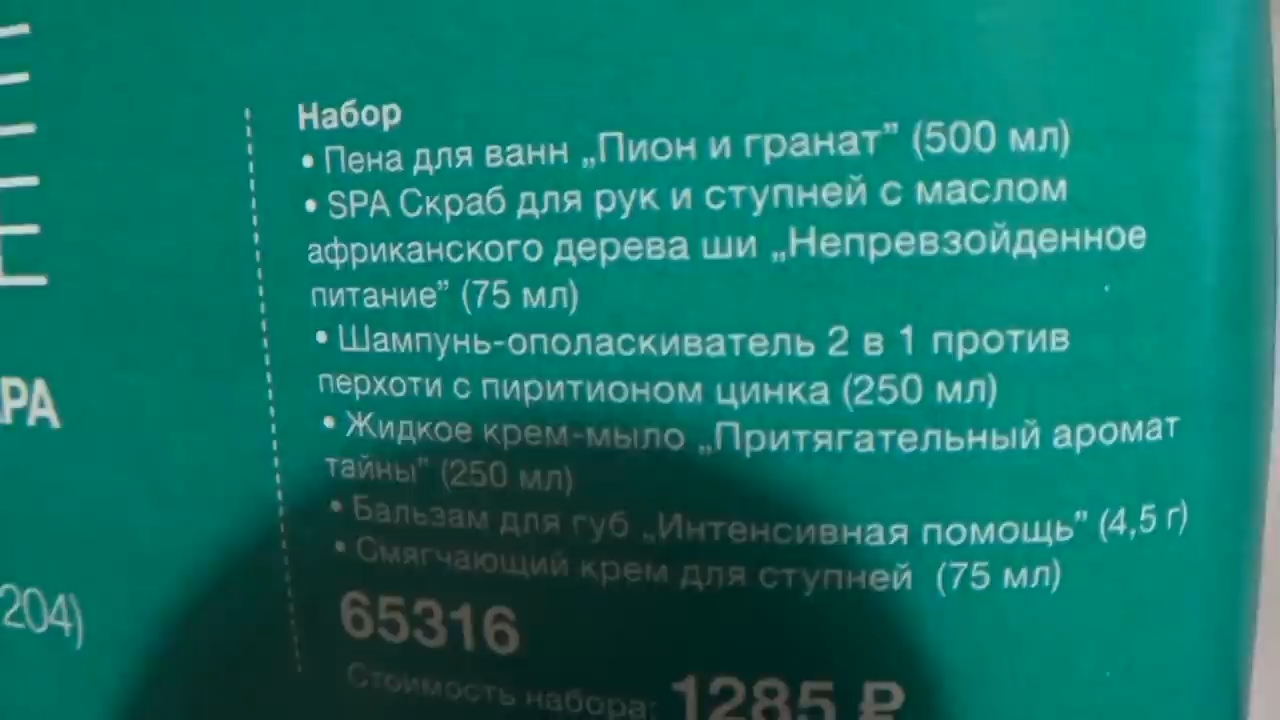 Набор
• Пена для ванн „Пион и гранат” (500 мл)
• SPA Скраб для рук и ступней с маслом
африканского дерева ши „Непревзойденное
питание” (75 мл)
• Шампунь-ополаскиватель 2 в 1 против
перхоти с пиритионом цинка (250 мл)
• Жидкое крем-мыло „Притягательный аромат
тайны” (250 мл)
• Бальзам для губ „Интенсивная помощь” (4,5 г)
• Смягчающий крем для ступней (75 мл)
65316
Стоимость набора: 1285 ₽
РА
204)